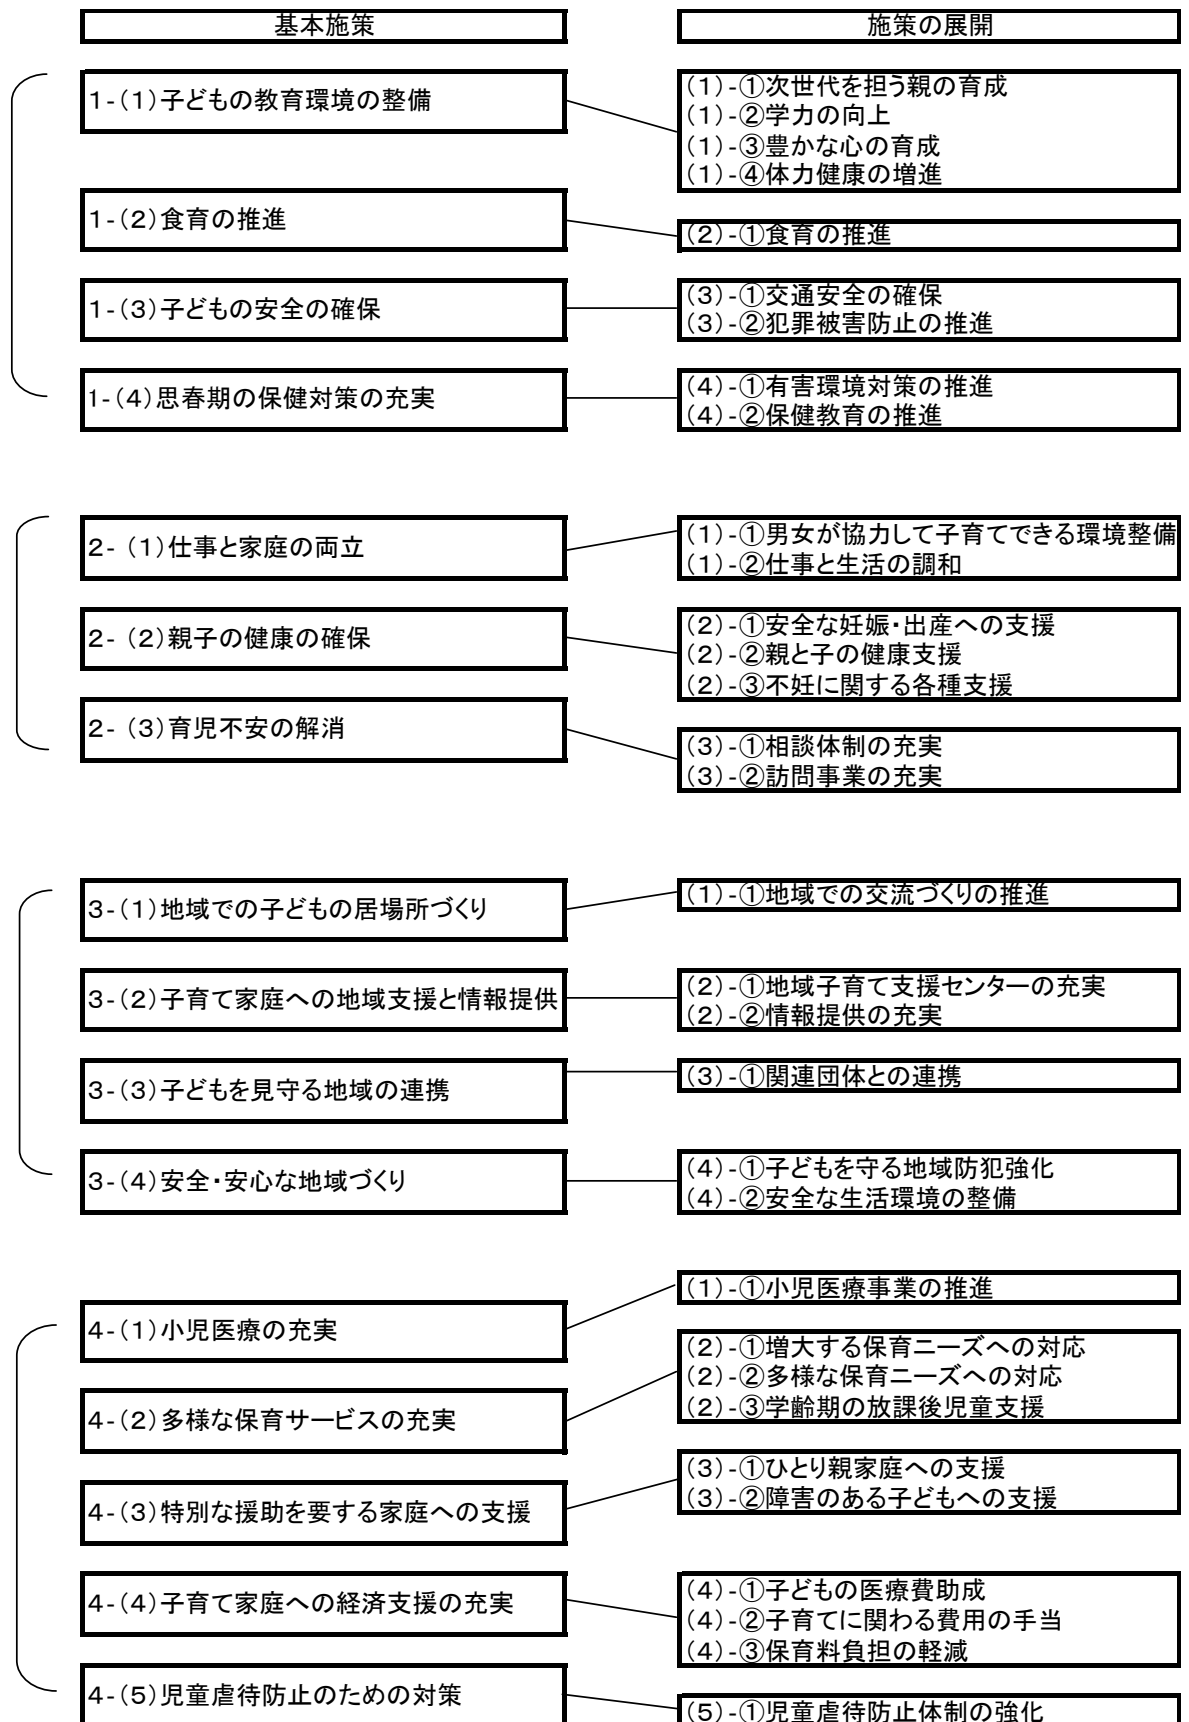 基本施策
施策の展開
1-(1)子どもの教育環境の整備
(1)-①次世代を担う親の育成
(1)-②学力の向上
(1)-③豊かな心の育成
(1)-④体力健康の増進
1-(2)食育の推進
(2)-①食育の推進
1-(3)子どもの安全の確保
(3)-①交通安全の確保
(3)-②犯罪被害防止の推進
1-(4)思春期の保健対策の充実
(4)-①有害環境対策の推進
(4)-②保健教育の推進
2-(1)仕事と家庭の両立
(1)-①男女が協力して子育てできる環境整備
(1)-②仕事と生活の調和
2-(2)親子の健康の確保
(2)-①安全な妊娠・出産への支援
(2)-②親と子の健康支援
(2)-③不妊に関する各種支援
2-(3)育児不安の解消
(3)-①相談体制の充実
(3)-②訪問事業の充実
3-(1)地域での子どもの居場所づくり
(1)-①地域での交流づくりの推進
3-(2)子育て家庭への地域支援と情報提供
(2)-①地域子育て支援センターの充実
(2)-②情報提供の充実
3-(3)子どもを見守る地域の連携
(3)-①関連団体との連携
3-(4)安全・安心な地域づくり
(4)-①子どもを守る地域防犯強化
(4)-②安全な生活環境の整備
4-(1)小児医療の充実
(1)-①小児医療事業の推進
4-(2)多様な保育サービスの充実
(2)-①増大する保育ニーズへの対応
(2)-②多様な保育ニーズへの対応
(2)-③学齢期の放課後児童支援
4-(3)特別な援助を要する家庭への支援
(3)-①ひとり親家庭への支援
(3)-②障害のある子どもへの支援
4-(4)子育て家庭への経済支援の充実
(4)-①子どもの医療費助成
(4)-②子育てに関わる費用の手当
(4)-③保育料負担の軽減
4-(5)児童虐待防止のための対策
(5)-①児童虐待防止体制の強化